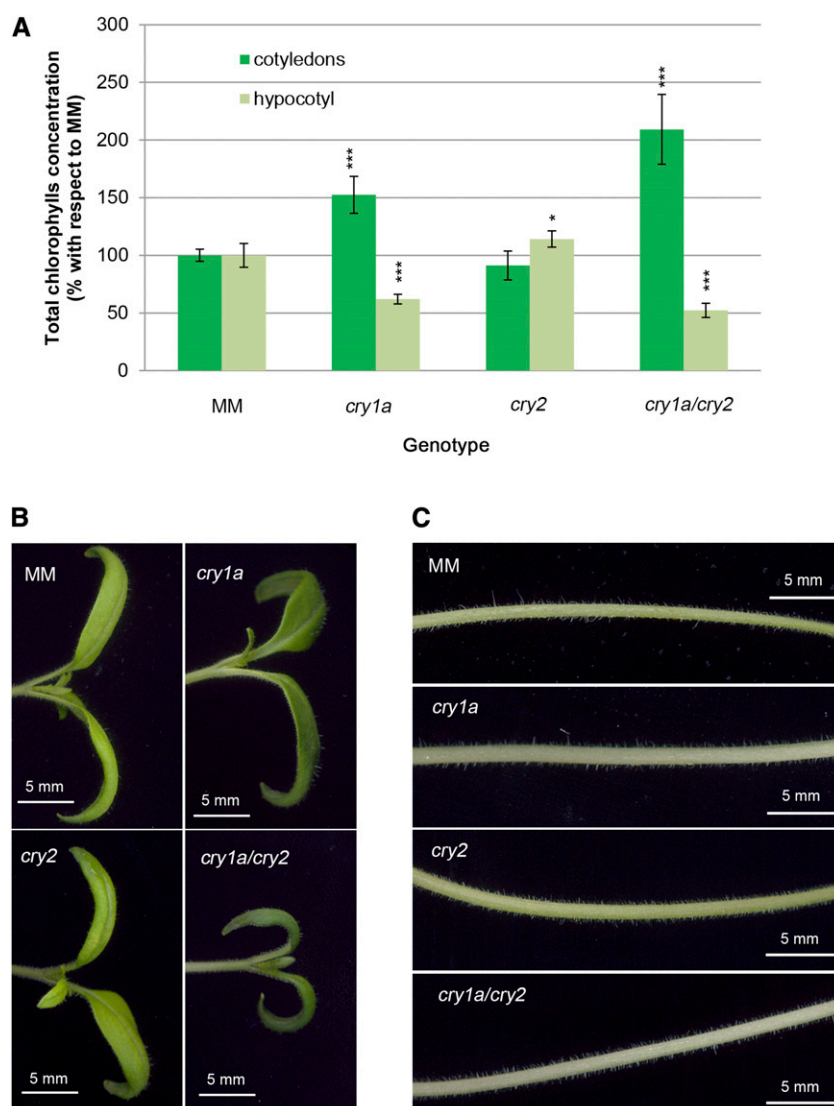 A
Total chlorophylls concentration
(% with respect to MM)
300
250
200
150
100
50
0
cotyledons
hypocotyl
***
***
*
***
***
MM
cry1a
cry2
cry1a/cry2
Genotype
B
MM
5 mm
cry1a
5 mm
cry2
5 mm
cry1a/cry2
5 mm
C
MM
5 mm
cry1a
5 mm
cry2
5 mm
cry1a/cry2
5 mm